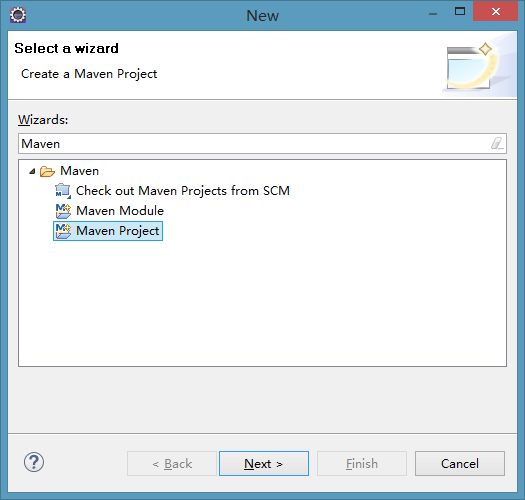 New
Select a wizard
Create a Maven Project
Wizards:
Maven
Maven
Check out Maven Projects from SCM
Maven Module
Maven Project
?
< Back
Next >
Finish
Cancel